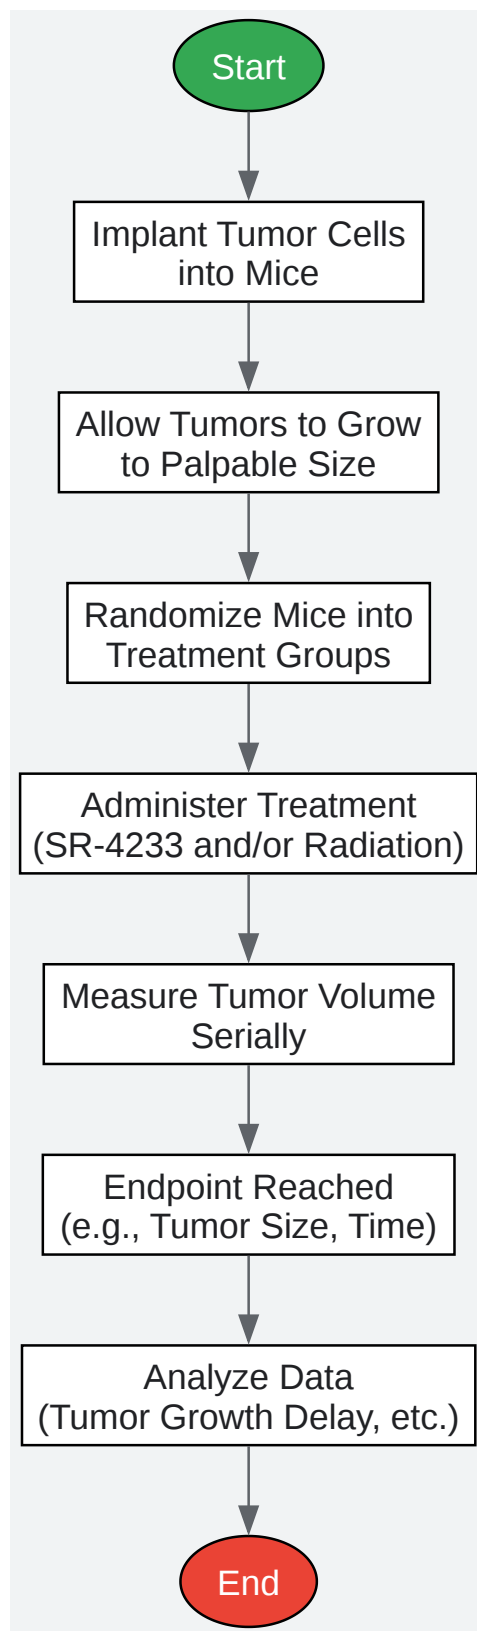 Start
Implant Tumor Cells
into Mice
Allow Tumors to Grow
to Palpable Size
Randomize Mice into
Treatment Groups
Administer Treatment
(SR-4233 and/or Radiation)
Measure Tumor Volume
Serially
Endpoint Reached
(e.g., Tumor Size, Time)
Analyze Data
(Tumor Growth Delay, etc.)
End